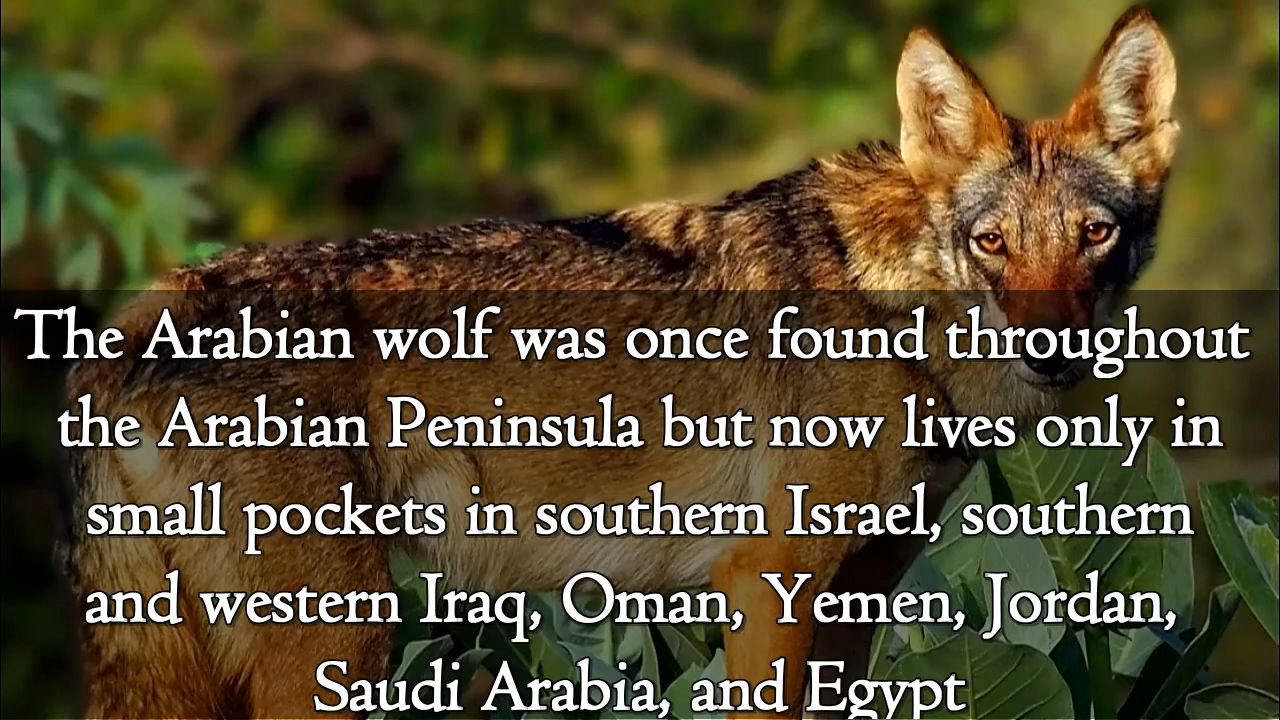 The Arabian wolf was once found throughout
the Arabian Peninsula but now lives only in
small pockets in southern Israel, southern
and western Iraq, Oman, Yemen, Jordan,
Saudi Arabia, and Egypt